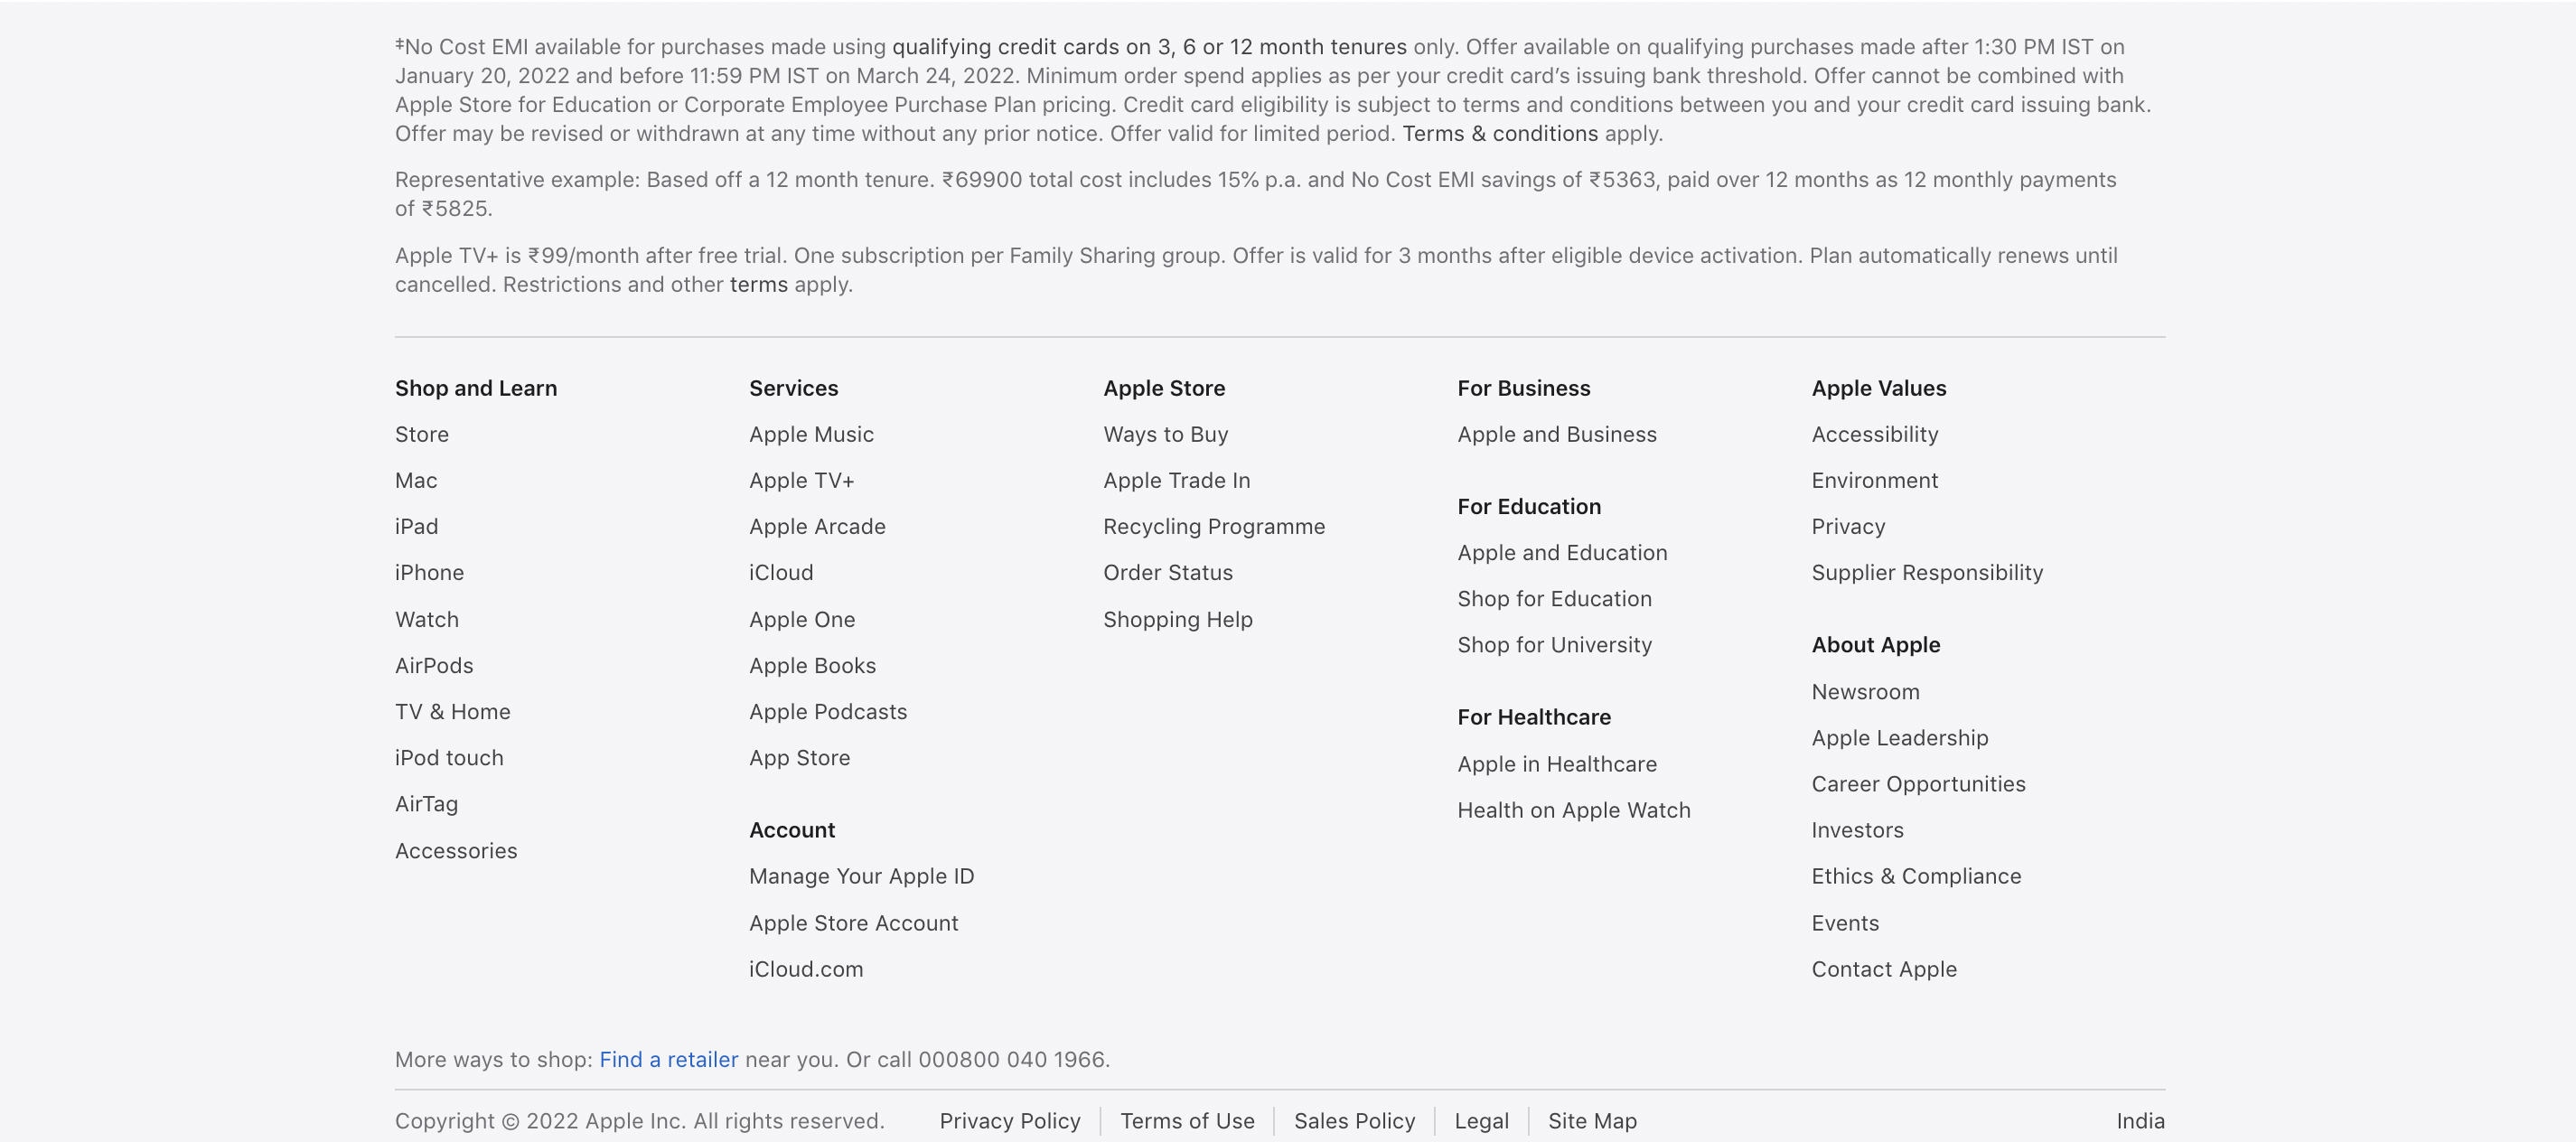 ‡No Cost EMI available for purchases made using qualifying credit cards on 3, 6 or 12 month tenures only. Offer available on qualifying purchases made after 1:30 PM IST on
January 20, 2022 and before 11:59 PM IST on March 24, 2022. Minimum order spend applies as per your credit card’s issuing bank threshold. Offer cannot be combined with
Apple Store for Education or Corporate Employee Purchase Plan pricing. Credit card eligibility is subject to terms and conditions between you and your credit card issuing bank.
Offer may be revised or withdrawn at any time without any prior notice. Offer valid for limited period. Terms & conditions apply.
Representative example: Based off a 12 month tenure. ₹69900 total cost includes 15% p.a. and No Cost EMI savings of ₹5363, paid over 12 months as 12 monthly payments
of ₹5825.
Apple TV+ is ₹99/month after free trial. One subscription per Family Sharing group. Offer is valid for 3 months after eligible device activation. Plan automatically renews until
cancelled. Restrictions and other terms apply.
Shop and Learn
Store
Mac
iPad
iPhone
Watch
AirPods
TV & Home
iPod touch
AirTag
Accessories
Services
Apple Music
Apple TV+
Apple Arcade
iCloud
Apple One
Apple Books
Apple Podcasts
App Store
Account
Manage Your Apple ID
Apple Store Account
iCloud.com
Apple Store
Ways to Buy
Apple Trade In
Recycling Programme
Order Status
Shopping Help
For Business
Apple and Business
For Education
Apple and Education
Shop for Education
Shop for University
For Healthcare
Apple in Healthcare
Health on Apple Watch
Apple Values
Accessibility
Environment
Privacy
Supplier Responsibility
About Apple
Newsroom
Apple Leadership
Career Opportunities
Investors
Ethics & Compliance
Events
Contact Apple
More ways to shop: Find a retailer near you. Or call 000800 040 1966.
Copyright © 2022 Apple Inc. All rights reserved. Privacy Policy Terms of Use Sales Policy Legal Site Map India